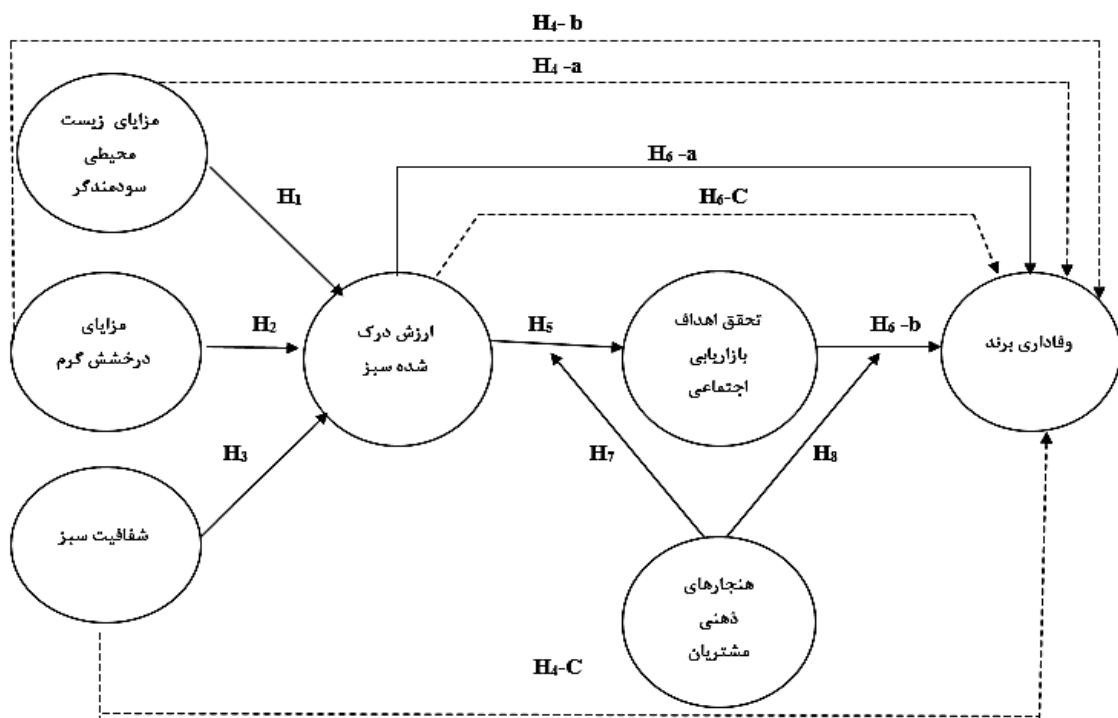 H4- b
H4 -a
مزایای زیست
محیطی
سودمندگر
H6 -a
H1
H6-C
مزایای
درخشش گرم
H2
ارزش درک
شده سبز
H5
تحقق اهداف
بازاریابی
اجتماعی
H6 -b
وفاداری برند
H3
H7
H8
شفافیت سبز
هنجارهای
ذهنی
مشتریان
H4-C